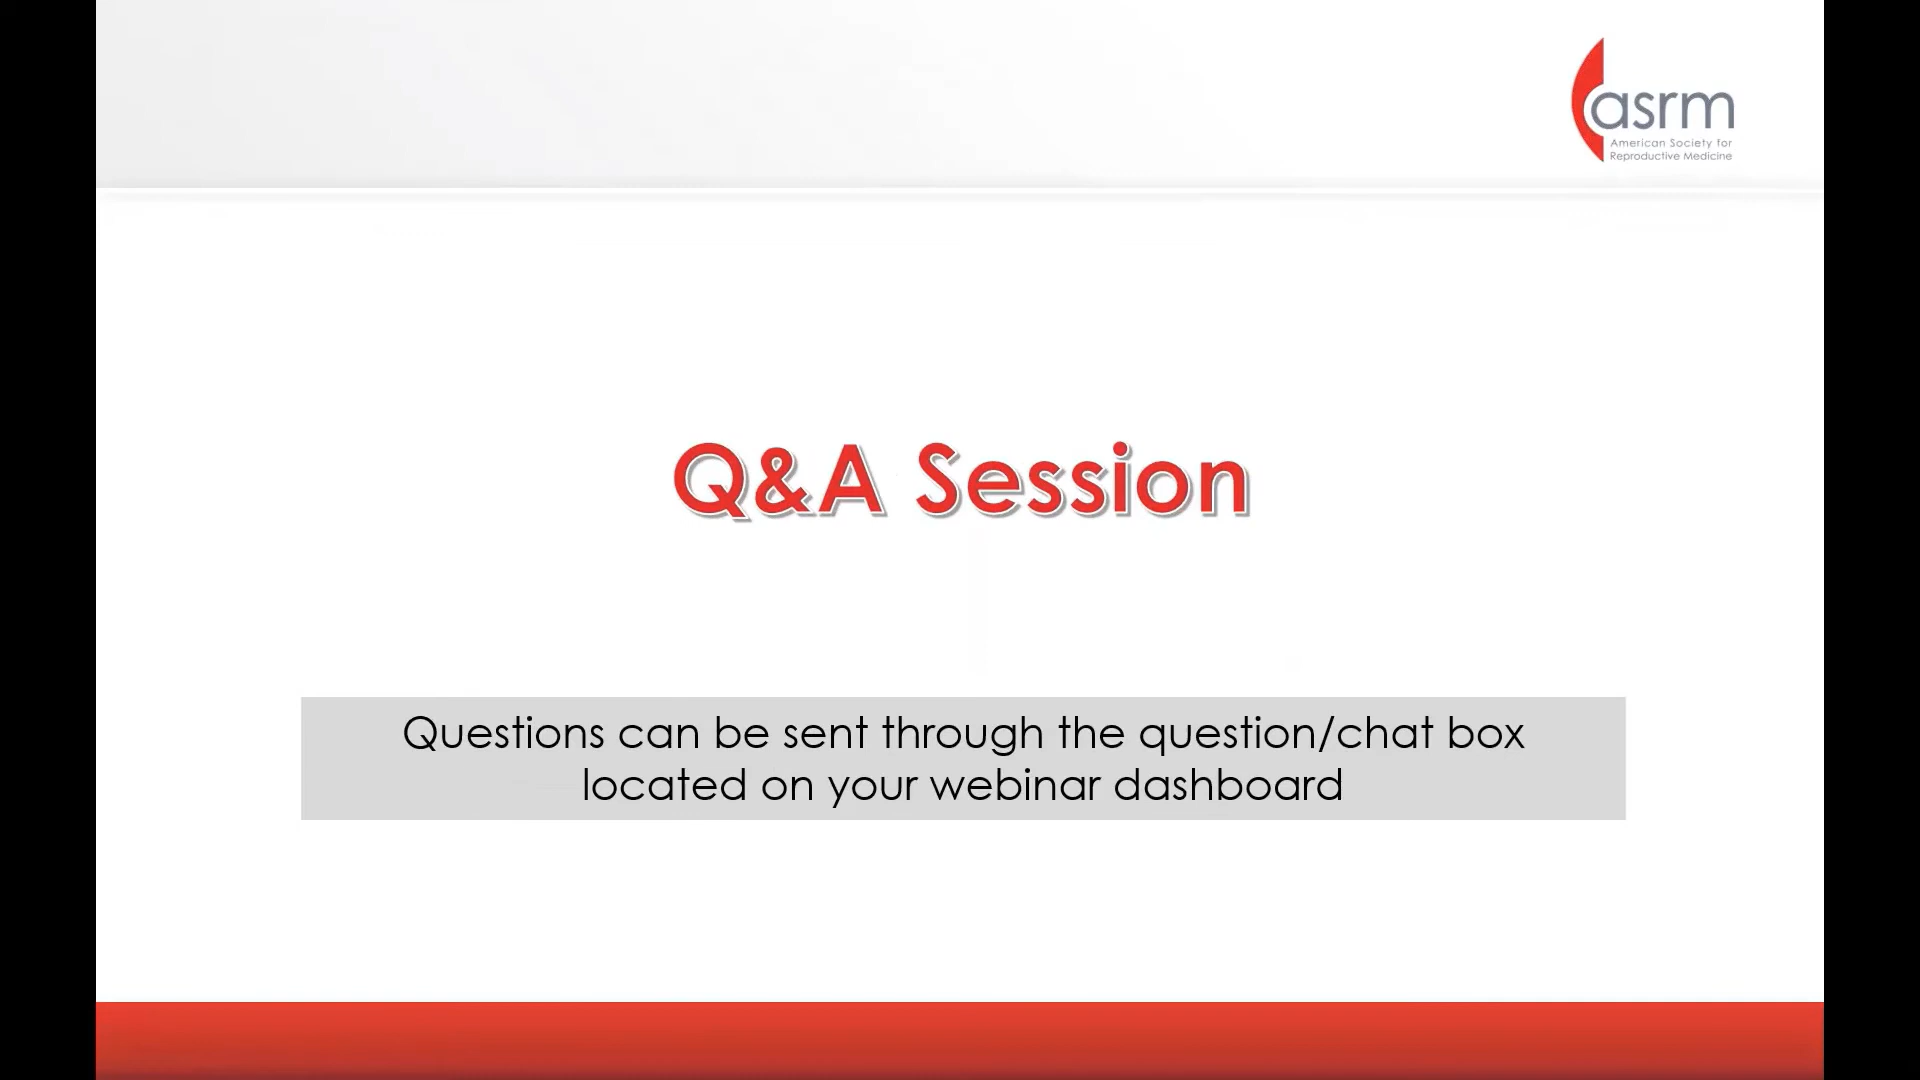 asrm
American Society for
Reproductive Medicine
Q&A Session
Questions can be sent through the question/chat box
located on your webinar dashboard